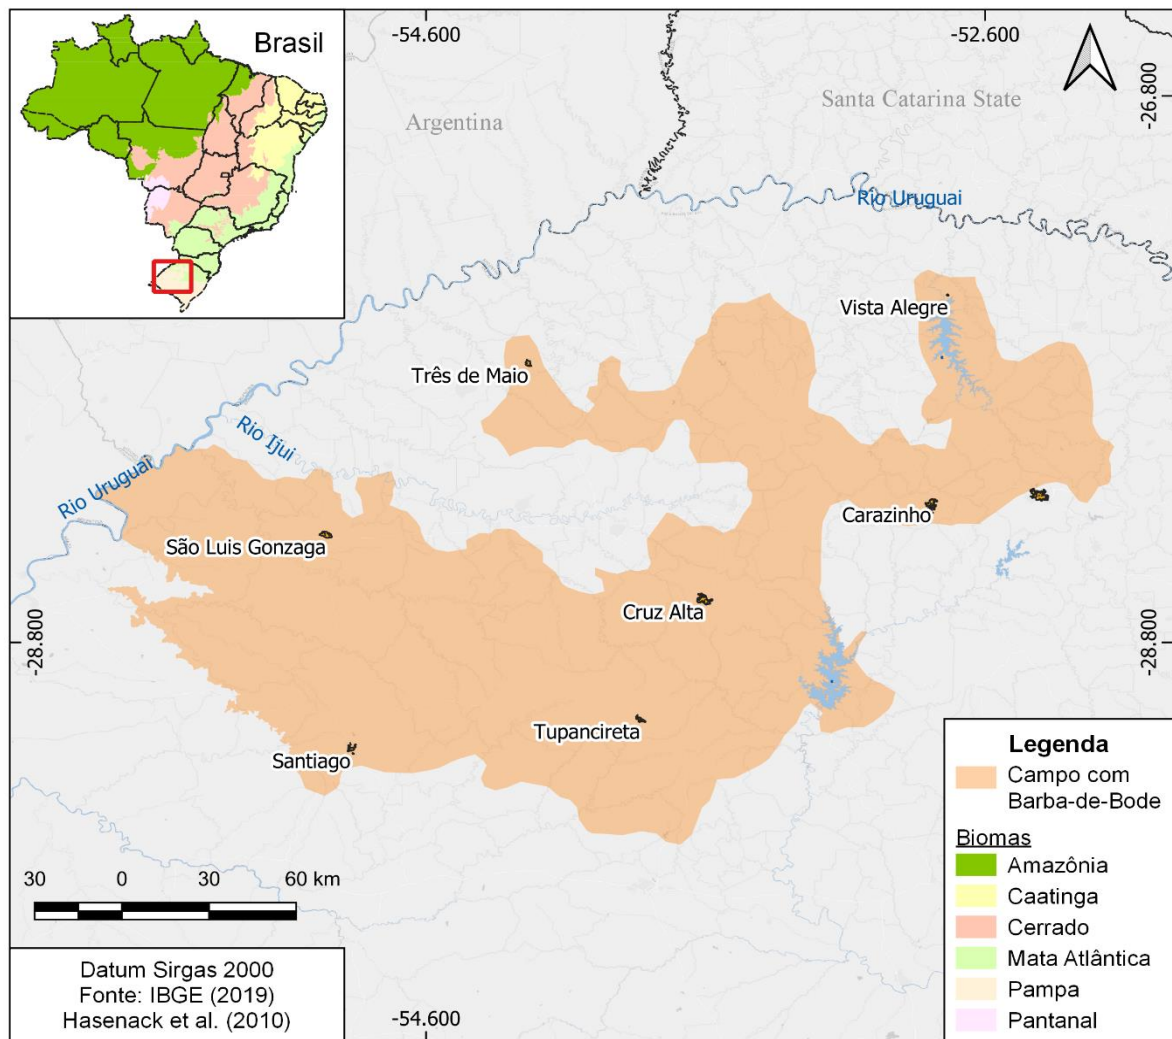 Brasil
-54.600
-52.600
-26.800
Argentina
Santa Catarina State
Rio Uruguai
Vista Alegre
Três de Maio
Rio Ijui
Rio Uruguai
Carazinho
São Luis Gonzaga
Cruz Alta
-28.800
-28.800
Tupancireta
Santiago
30 0 30 60 km
Datum Sirgas 2000
Fonte: IBGE (2019)
Hasenack et al. (2010)
-54.600
Legenda
Campo com
Barba-de-Bode
Biomas
Amazônia
Caatinga
Cerrado
Mata Atlântica
Pampa
Pantanal